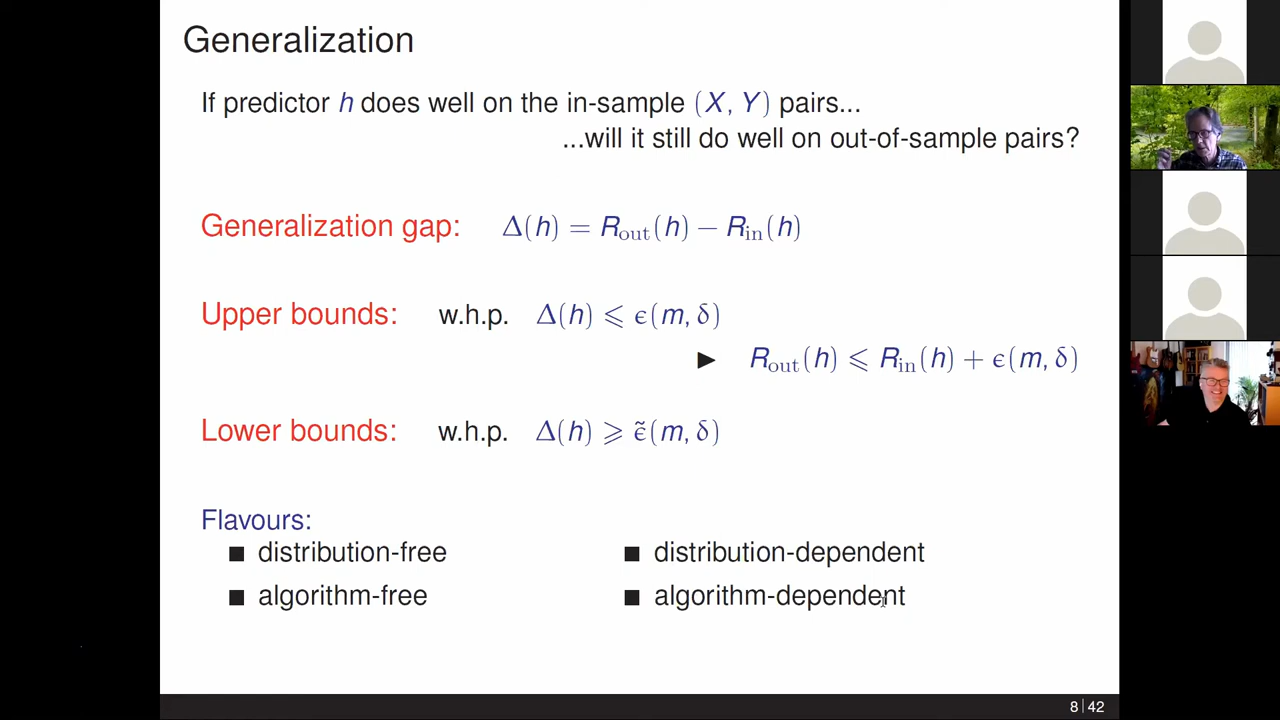 Generalization
If predictor h does well on the in-sample (X, Y) pairs...
...will it still do well on out-of-sample pairs?
Generalization gap: Δ(h) = R_out(h) − R_in(h)
Upper bounds: w.h.p. Δ(h) ⩽ ϵ(m, δ)
▶ R_out(h) ⩽ R_in(h) + ϵ(m, δ)
Lower bounds: w.h.p. Δ(h) ⩾ ϵ̃(m, δ)
Flavours:
■ distribution-free ■ distribution-dependent
■ algorithm-free ■ algorithm-dependent
8 | 42